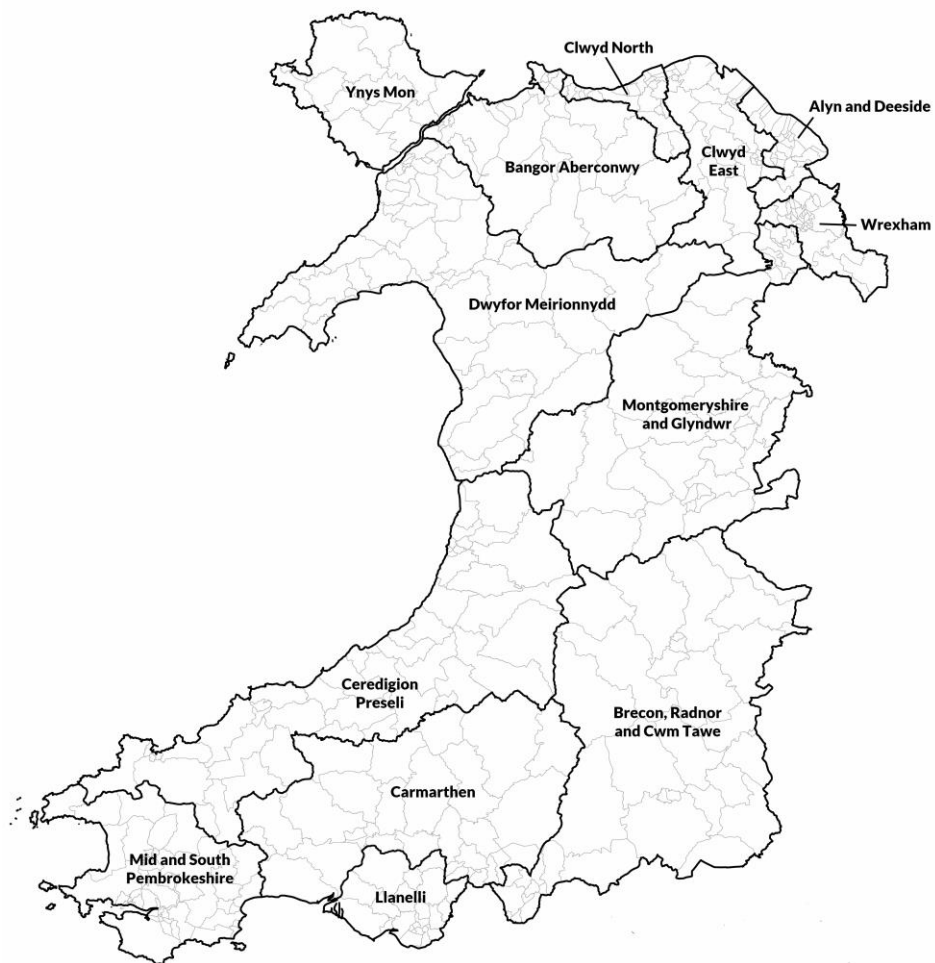 Clwyd North
Ynys Mon
Alyn and Deeside
Bangor Aberconwy
Clwyd
East
Wrexham
Dwyfor Meirionnydd
Montgomeryshire
and Glyndwr
Ceredigion
Preseli
Brecon, Radnor
and Cwm Tawe
Carmarthen
Mid and South
Pembrokeshire
Llanelli